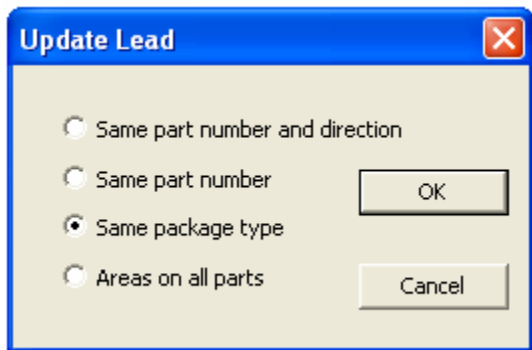 Update Lead
Same part number and direction
Same part number
OK
Same package type
Areas on all parts
Cancel